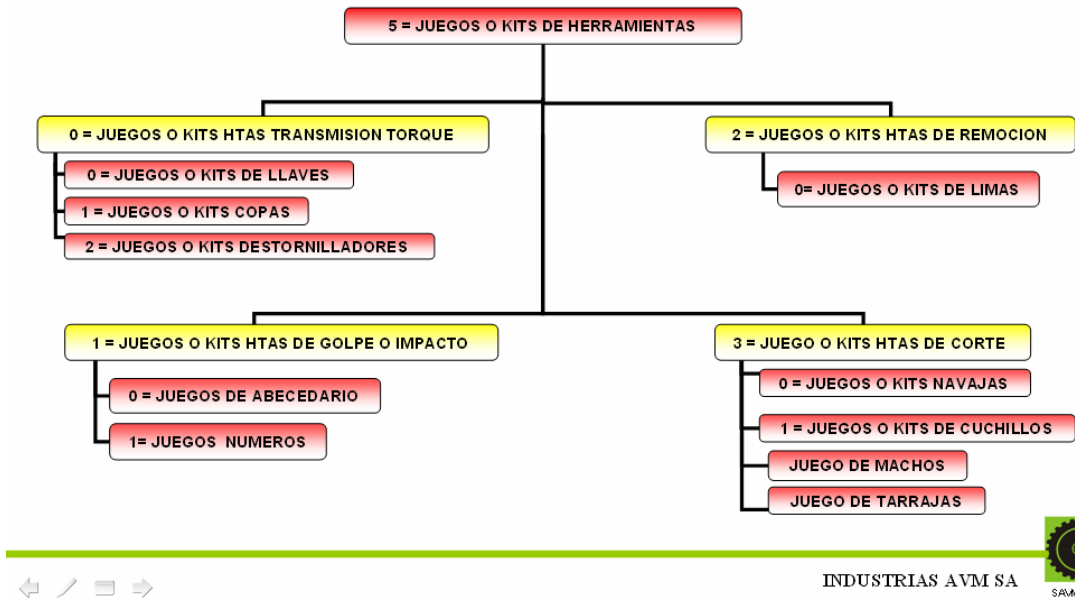 5 = JUEGOS O KITS DE HERRAMIENTAS
0 = JUEGOS O KITS HTAS TRANSMISION TORQUE
0 = JUEGOS O KITS DE LLAVES
1 = JUEGOS O KITS COPAS
2 = JUEGOS O KITS DESTORNILLADORES
2 = JUEGOS O KITS HTAS DE REMOCION
0= JUEGOS O KITS DE LIMAS
1 = JUEGOS O KITS HTAS DE GOLPE O IMPACTO
0 = JUEGOS DE ABECEDARIO
1= JUEGOS NUMEROS
3 = JUEGO O KITS HTAS DE CORTE
0 = JUEGOS O KITS NAVAJAS
1 = JUEGOS O KITS DE CUCHILLOS
JUEGO DE MACHOS
JUEGO DE TARRAJAS
INDUSTRIAS AVM SA